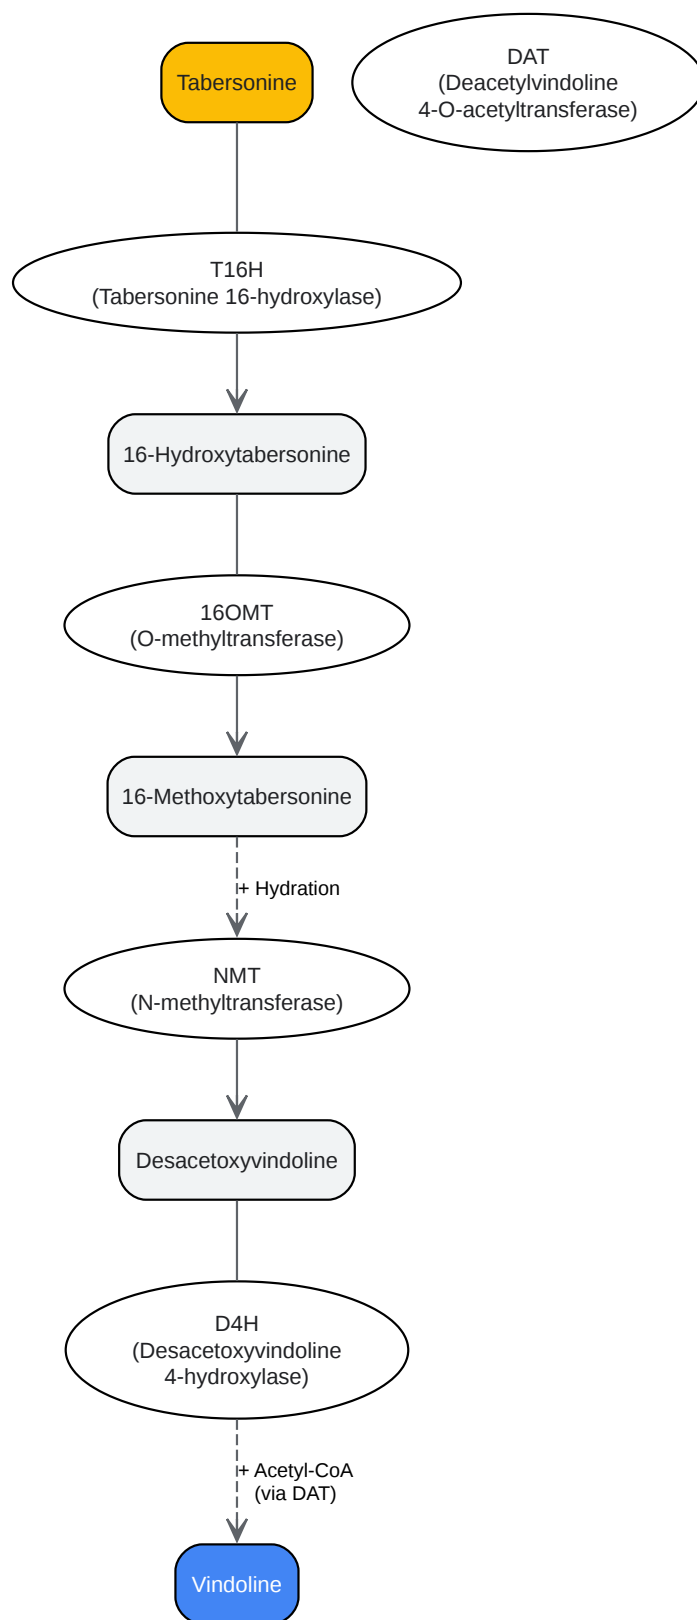 Tabersonine
DAT
(Deacetylvindoline
4-O-acetyltransferase)
T16H
(Tabersonine 16-hydroxylase)
16-Hydroxytabersonine
16OMT
(O-methyltransferase)
16-Methoxytabersonine
+ Hydration
NMT
(N-methyltransferase)
Desacetoxyvindoline
D4H
(Desacetoxyvindoline
4-hydroxylase)
+ Acetyl-CoA
(via DAT)
Vindoline